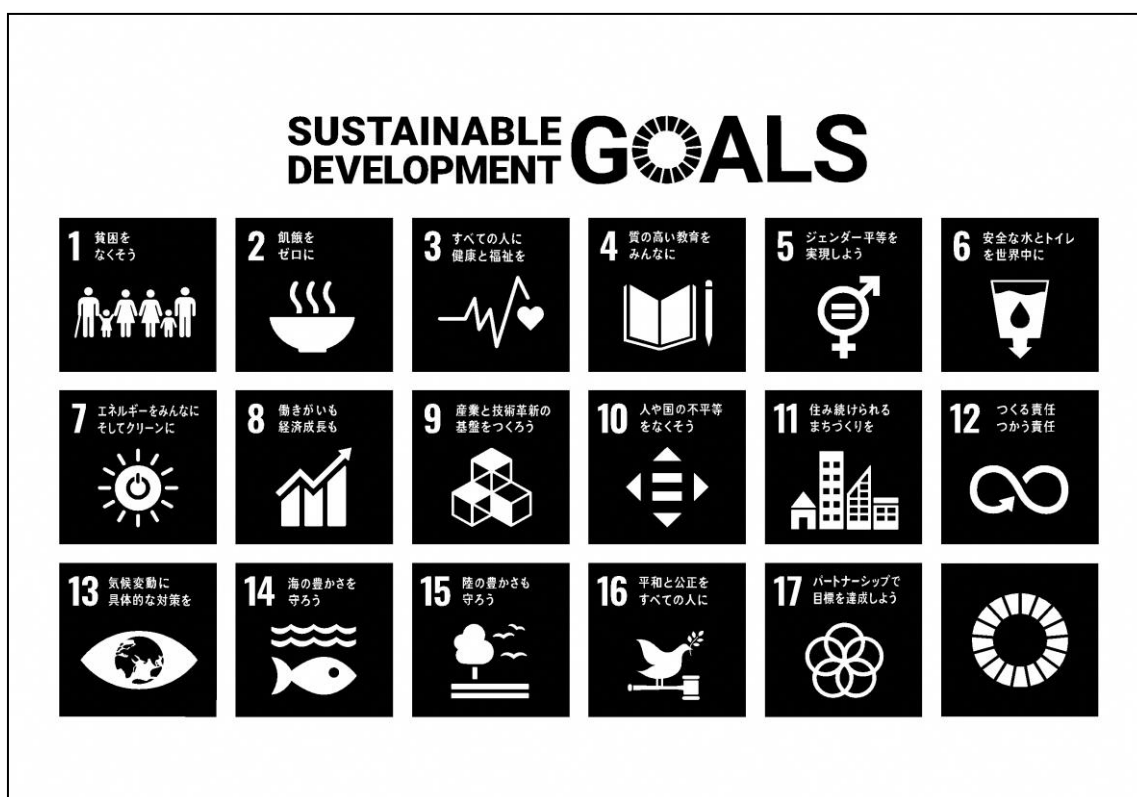 SUSTAINABLE
DEVELOPMENT
GOALS
1
貧困を
なくそう
2
飢餓を
ゼロに
3
すべての人に
健康と福祉を
4
質の高い教育を
みんなに
5
ジェンダー平等を
実現しよう
6
安全な水とトイレ
を世界中に
7
エネルギーをみんなに
そしてクリーンに
8
働きがいも
経済成長も
9
産業と技術革新の
基盤をつくろう
10
人や国の不平等
をなくそう
11
住み続けられる
まちづくりを
12
つくる責任
つかう責任
13
気候変動に
具体的な対策を
14
海の豊かさを
守ろう
15
陸の豊かさも
守ろう
16
平和と公正を
すべての人に
17
パートナーシップで
目標を達成しよう